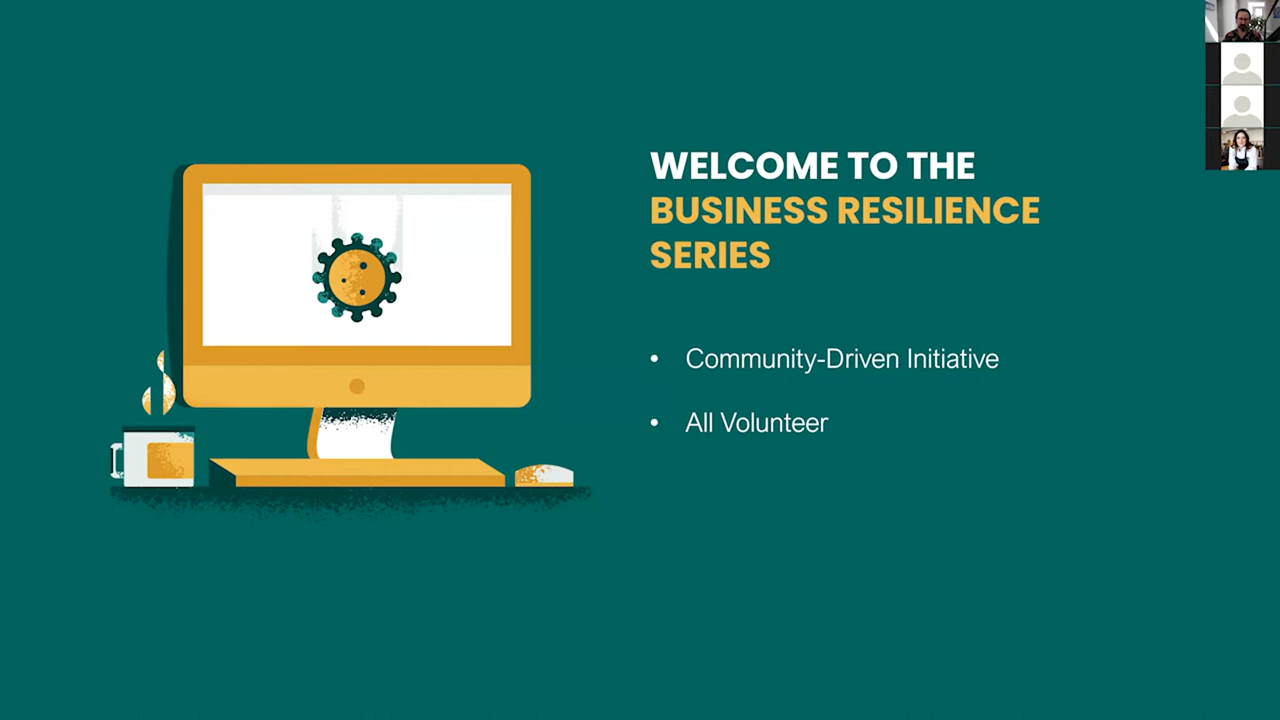 WELCOME TO THE
BUSINESS RESILIENCE
SERIES
• Community-Driven Initiative
• All Volunteer